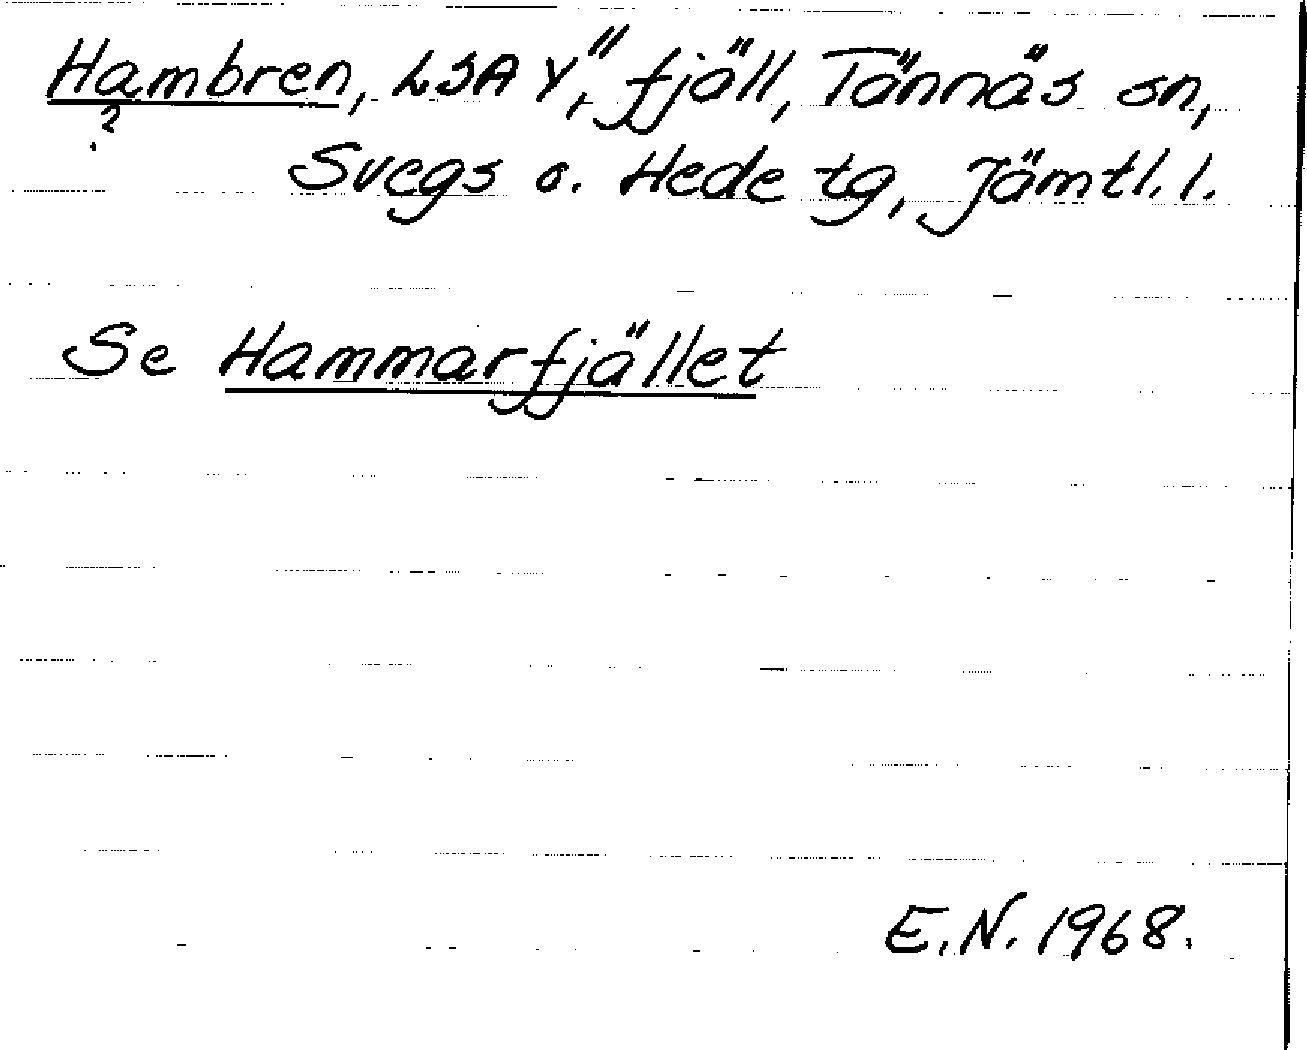 Hambren, LSA Y", fjäll, Tännäs sn,
?
Svegs o. Hede tg, Jämtl. l.
Se Hammarfjället
E.N. 1968.